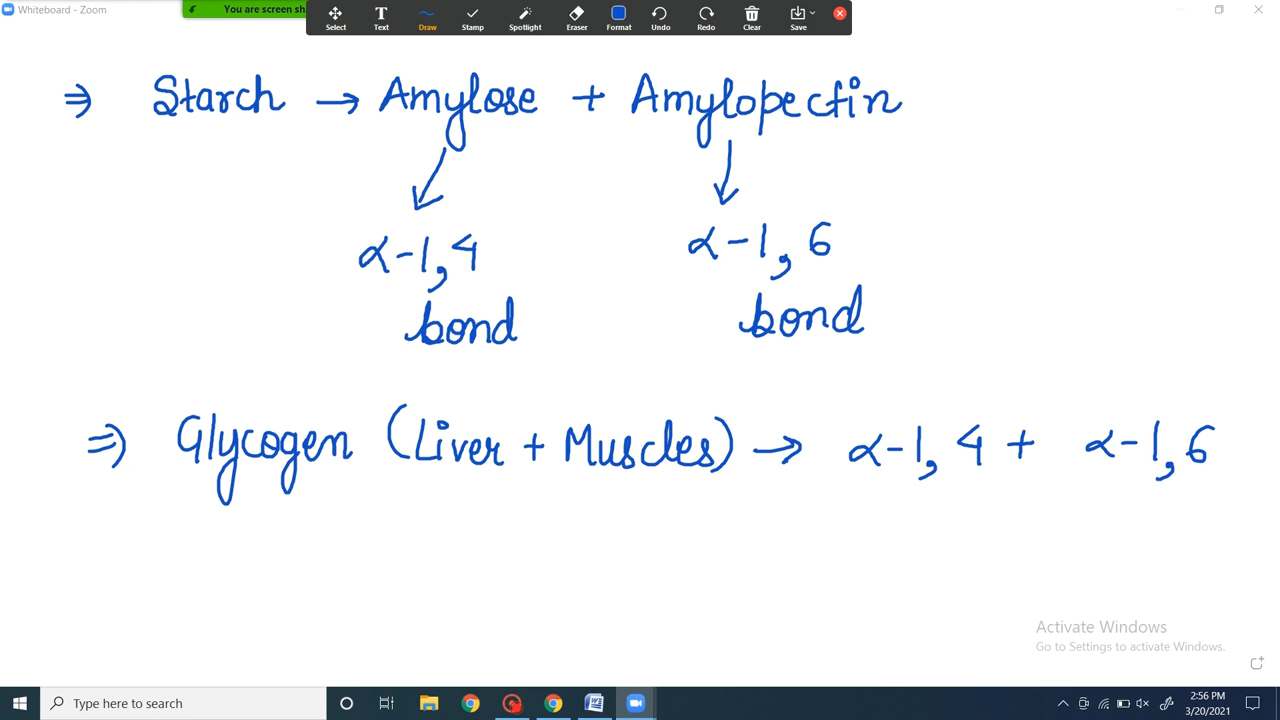 Whiteboard - Zoom
You are screen sh
Select Text Draw Stamp Spotlight Eraser Format Undo Redo Clear Save
⇒ Starch → Amylose + Amylopectin
α-1,4 α-1,6
bond bond
⇒ Glycogen (Liver + Muscles) → α-1,4 + α-1,6
Activate Windows
Go to Settings to activate Windows.
Type here to search
2:56 PM
3/20/2021